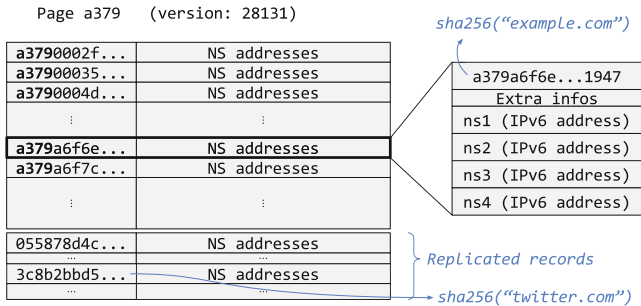 Page a379 (version: 28131)
sha256(“example.com”)
a3790002f... NS addresses
a37900035... NS addresses
a3790004d... NS addresses
⋮ ⋮
a379a6f6e... NS addresses
a379a6f7c... NS addresses
⋮ ⋮
a379a6f6e...1947
Extra infos
ns1 (IPv6 address)
ns2 (IPv6 address)
ns3 (IPv6 address)
ns4 (IPv6 address)
055878d4c... NS addresses
... ...
3c8b2bbd5... NS addresses
... ...
Replicated records
sha256(“twitter.com”)